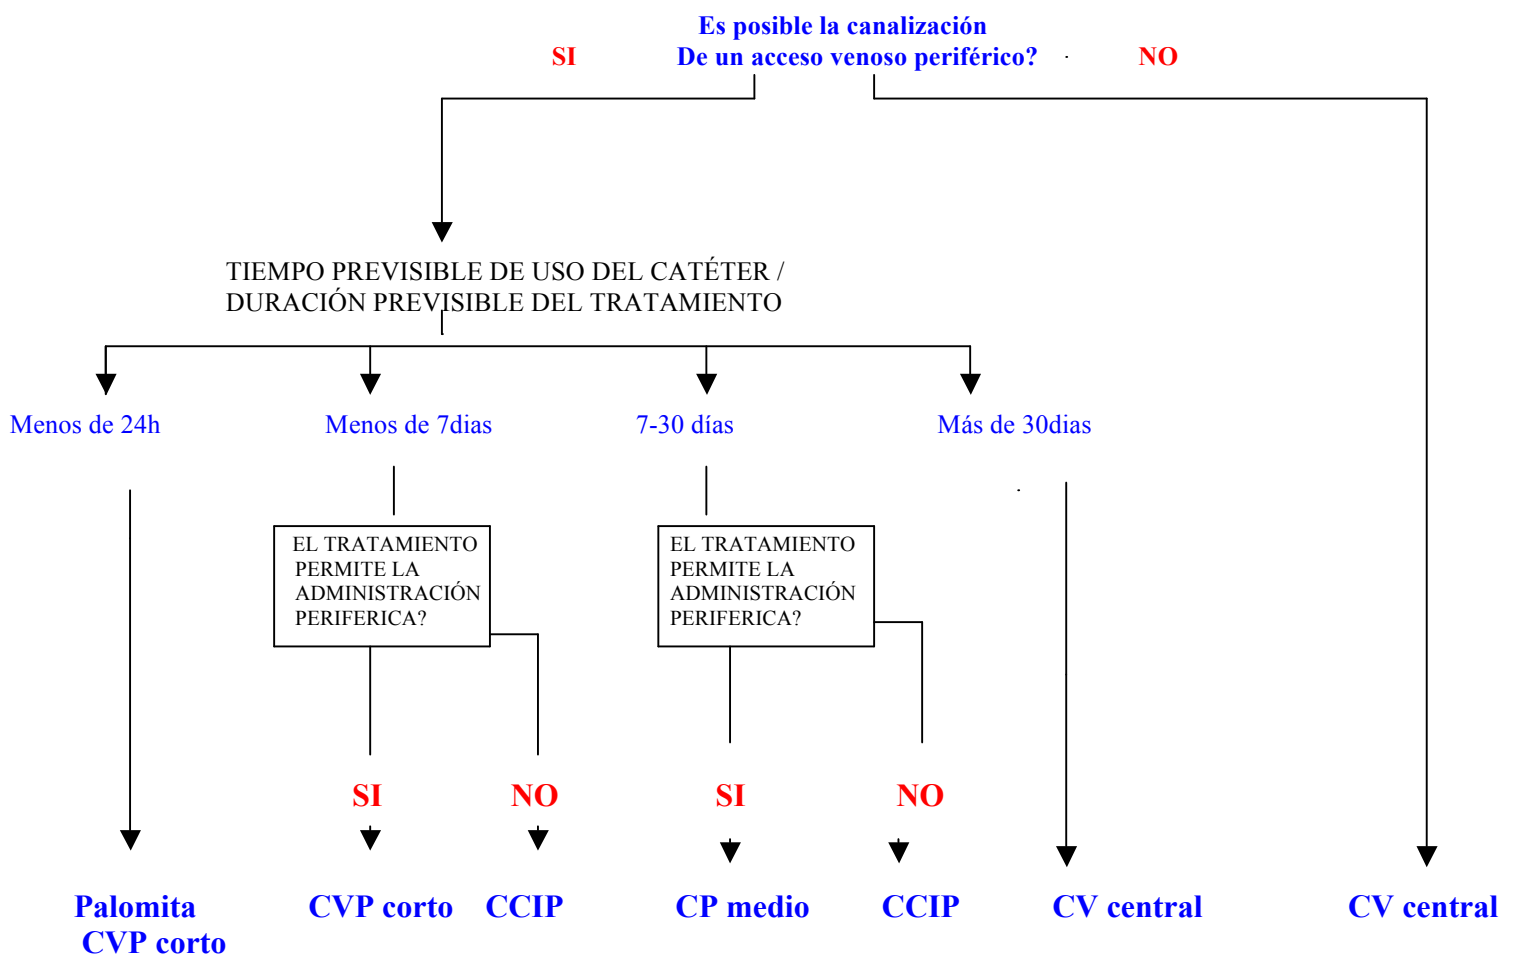 Es posible la canalización
SI De un acceso venoso periférico? NO
TIEMPO PREVISIBLE DE USO DEL CATÉTER /
DURACIÓN PREVISIBLE DEL TRATAMIENTO
Menos de 24h Menos de 7dias 7-30 días Más de 30dias
EL TRATAMIENTO
PERMITE LA
ADMINISTRACIÓN
PERIFERICA?
EL TRATAMIENTO
PERMITE LA
ADMINISTRACIÓN
PERIFERICA?
SI NO SI NO
Palomita CVP corto CCIP CP medio CCIP CV central CV central
CVP corto